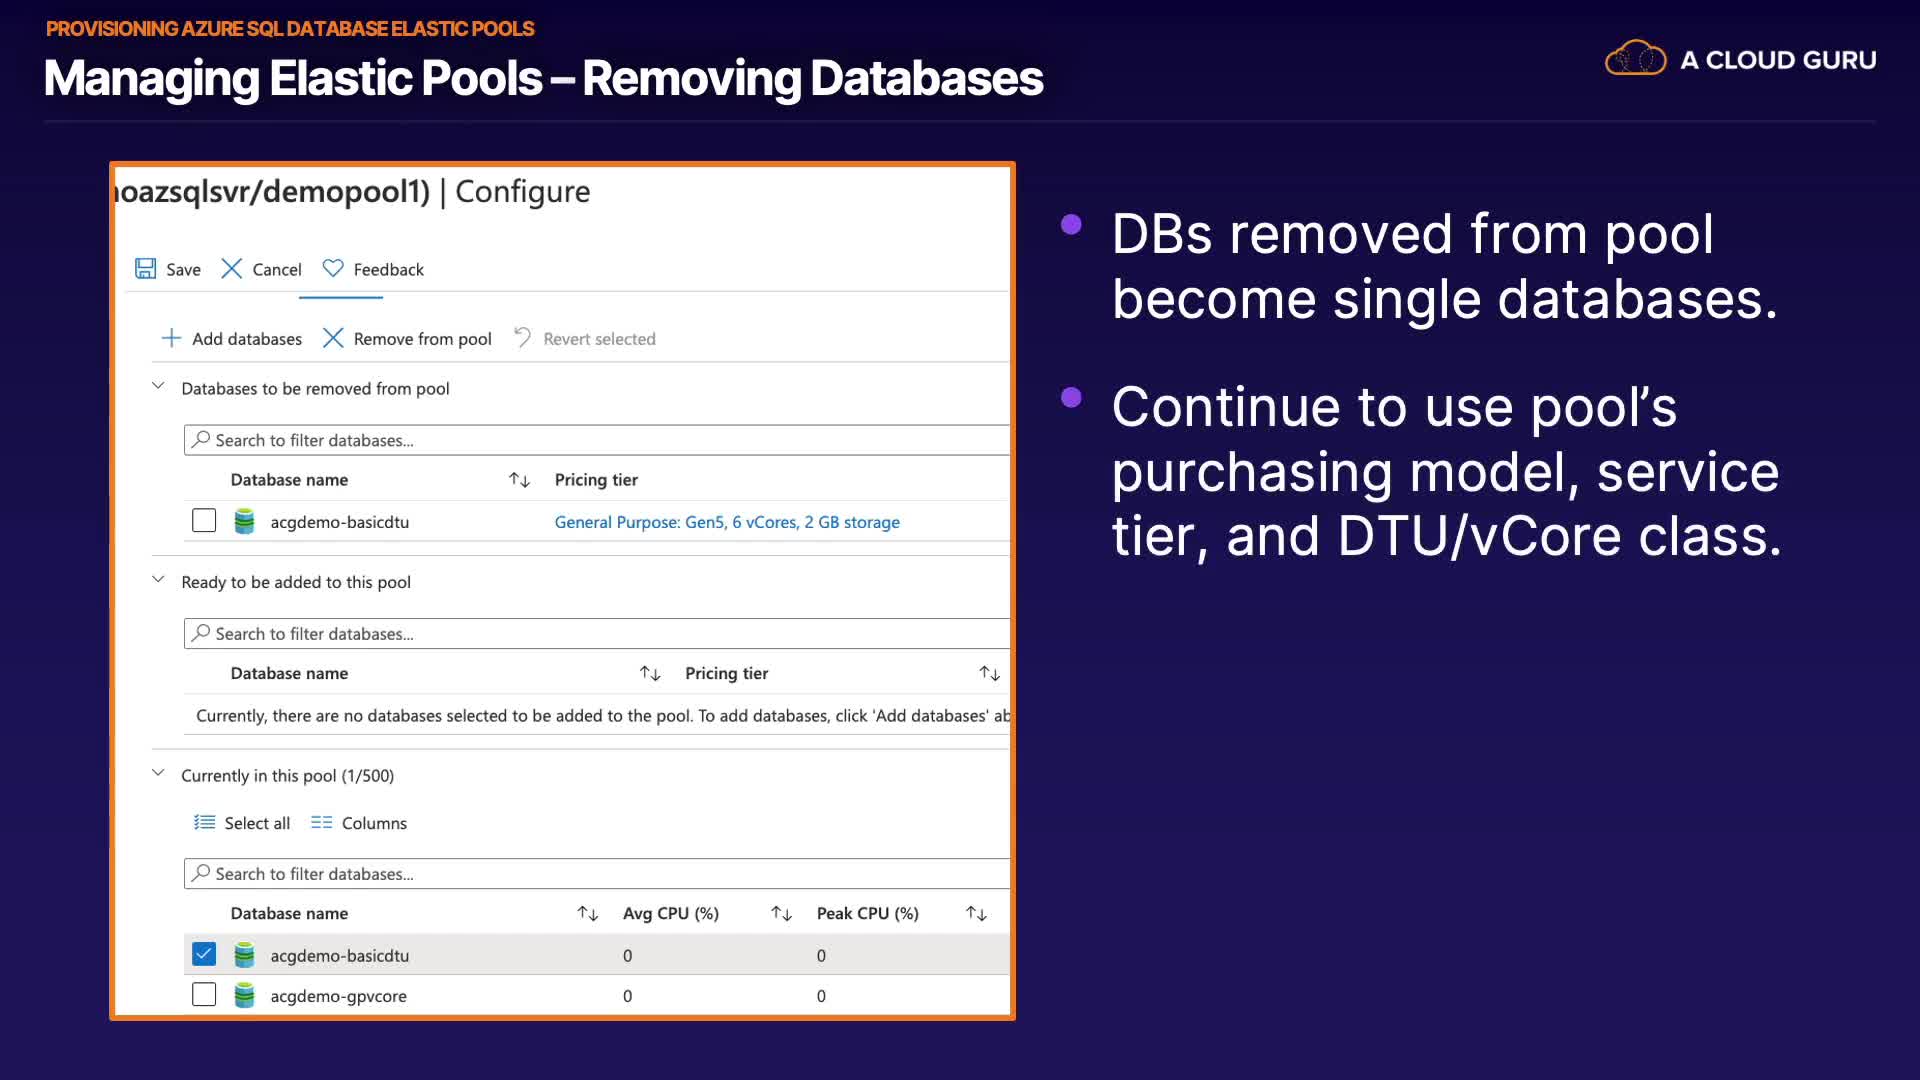 PROVISIONING AZURE SQL DATABASE ELASTIC POOLS
Managing Elastic Pools – Removing Databases
A CLOUD GURU
oazsqlsvr/demopool1) | Configure
Save Cancel Feedback
Add databases Remove from pool Revert selected
Databases to be removed from pool
Search to filter databases...
Database name Pricing tier
acgdemo-basicdtu General Purpose: Gen5, 6 vCores, 2 GB storage
Ready to be added to this pool
Search to filter databases...
Database name Pricing tier
Currently, there are no databases selected to be added to the pool. To add databases, click 'Add databases' ab
Currently in this pool (1/500)
Select all Columns
Search to filter databases...
Database name Avg CPU (%) Peak CPU (%)
acgdemo-basicdtu 0 0
acgdemo-gpvcore 0 0
DBs removed from pool
become single databases.
Continue to use pool’s
purchasing model, service
tier, and DTU/vCore class.